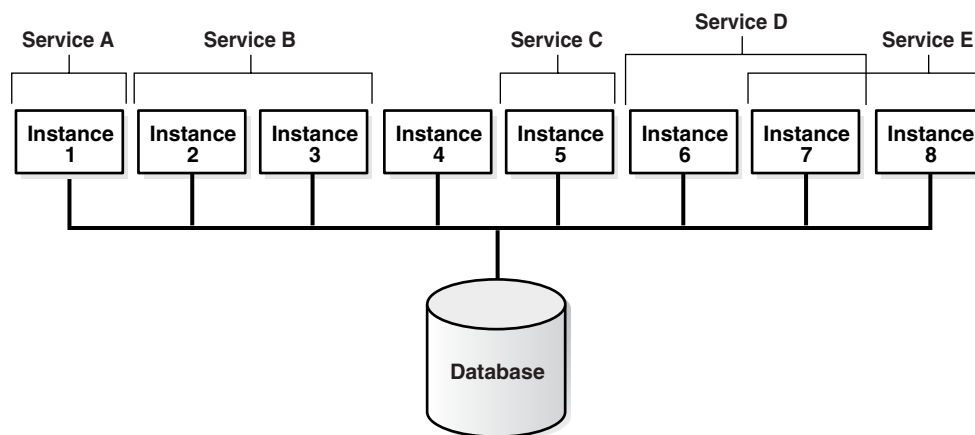 Service D
Service A
Service B
Service C
Service E
Instance
1
Instance
2
Instance
3
Instance
4
Instance
5
Instance
6
Instance
7
Instance
8
Database